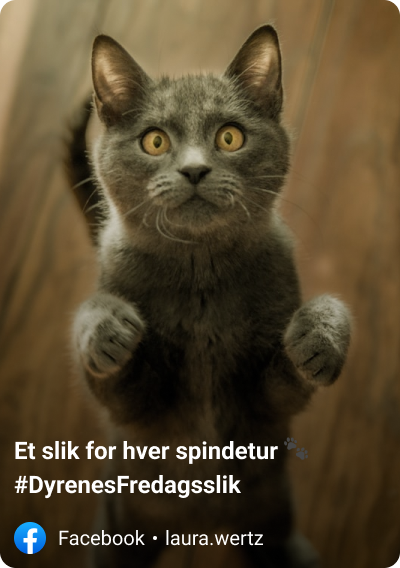 Et slik for hver spindetur 🐾
#DyrenesFredagsslik
Facebook • laura.wertz